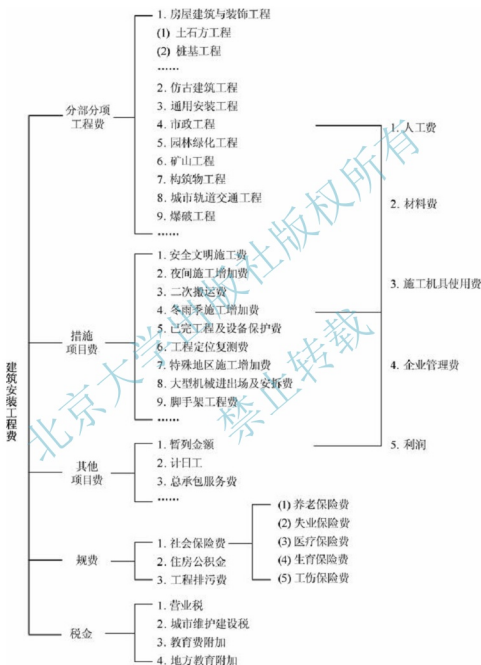 建筑安装工程费
分部分项
工程费
1. 房屋建筑与装饰工程
(1) 土石方工程
(2) 桩基工程
……
2. 仿古建筑工程
3. 通用安装工程
4. 市政工程
5. 园林绿化工程
6. 矿山工程
7. 构筑物工程
8. 城市轨道交通工程
9. 爆破工程
……
措施
项目费
1. 安全文明施工费
2. 夜间施工增加费
3. 二次搬运费
4. 冬雨季施工增加费
5. 已完工程及设备保护费
6. 工程定位复测费
7. 特殊地区施工增加费
8. 大型机械进出场及安拆费
9. 脚手架工程费
……
其他
项目费
1. 暂列金额
2. 计日工
3. 总承包服务费
……
1. 人工费
2. 材料费
3. 施工机具使用费
4. 企业管理费
5. 利润
规费
1. 社会保险费
2. 住房公积金
3. 工程排污费
(1) 养老保险费
(2) 失业保险费
(3) 医疗保险费
(4) 生育保险费
(5) 工伤保险费
税金
1. 营业税
2. 城市维护建设税
3. 教育费附加
4. 地方教育附加
北京大学出版社版权所有
禁止转载